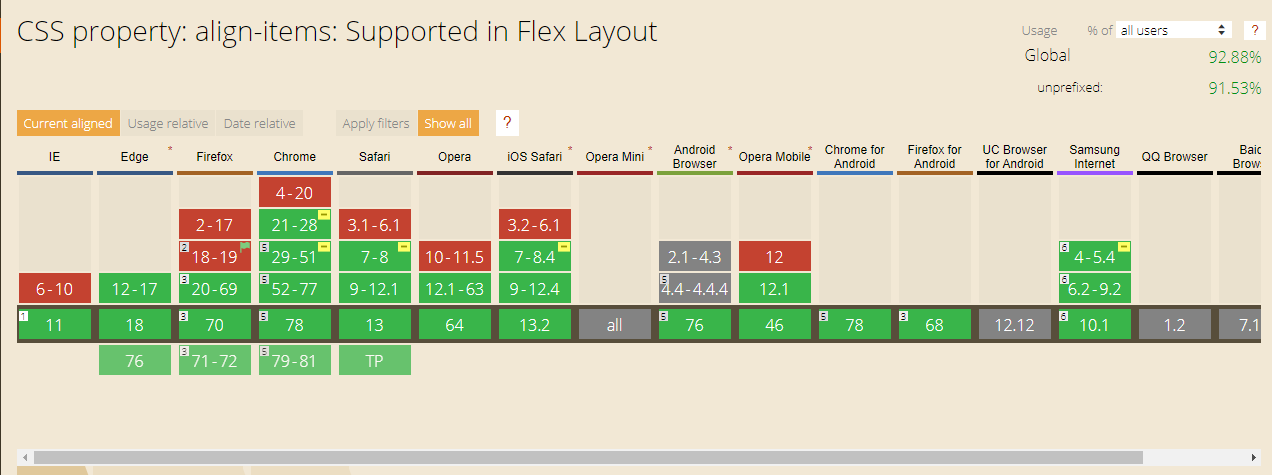 CSS property: align-items: Supported in Flex Layout
Usage % of all users ?
Global 92.88%
unprefixed: 91.53%
Current aligned Usage relative Date relative Apply filters Show all ?
IE Edge * Firefox Chrome Safari Opera iOS Safari * Opera Mini * Android Browser * Opera Mobile * Chrome for Android Firefox for Android UC Browser for Android Samsung Internet QQ Browser Baid Brows
4-20
2-17 21-28 3.1-6.1 3.2-6.1
2 18-19 5 29-51 7-8 10-11.5 7-8.4 2.1-4.3 12 6 4-5.4
6-10 12-17 3 20-69 5 52-77 9-12.1 12.1-63 9-12.4 5 4.4-4.4.4 12.1 6 6.2-9.2
1 11 18 3 70 5 78 13 64 13.2 all 5 76 46 5 78 3 68 12.12 6 10.1 1.2 7.1
76 3 71-72 5 79-81 TP